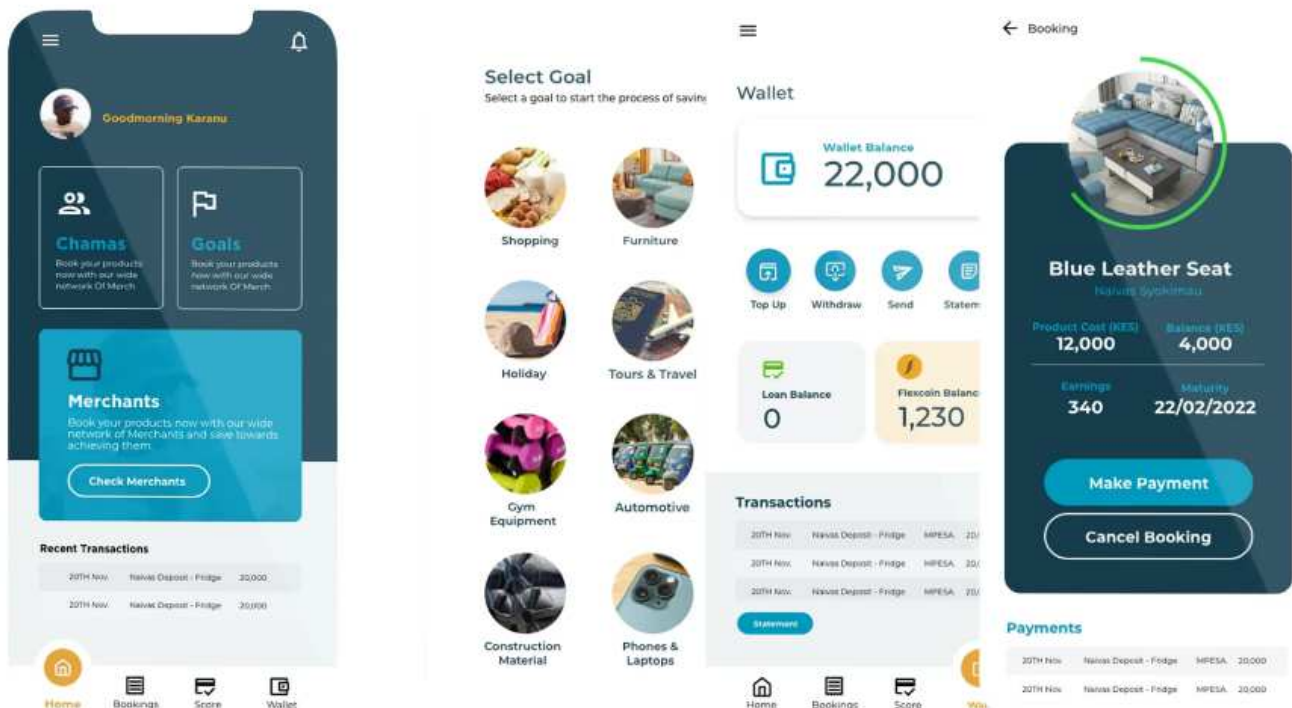 Goodmorning Karanu
Chamas
Book your products
now with our wide
network Of Merch
Goals
Book your products
now with our wide
network Of Merch
Merchants
Book your products now with our wide
network of Merchants and save towards
achieving them.
Check Merchants
Recent Transactions
20TH Nov. Naivas Deposit - Fridge 20,000
20TH Nov. Naivas Deposit - Fridge 20,000
Home Bookings Score Wallet
Select Goal
Select a goal to start the process of saving
Shopping Furniture
Holiday Tours & Travel
Gym
Equipment
Automotive
Construction
Material
Phones &
Laptops
Wallet
Wallet Balance
22,000
Top Up Withdraw Send Statem
Loan Balance
0
Flexcoin Balanc
1,230
Transactions
20TH Nov. Naivas Deposit - Fridge MPESA 20,
20TH Nov. Naivas Deposit - Fridge MPESA 20,
20TH Nov. Naivas Deposit - Fridge MPESA 20,
Statement
Home Bookings Score
Booking
Blue Leather Seat
Naivas Syokimau
Product Cost (KES) Balance (KES)
12,000 4,000
Earnings Maturity
340 22/02/2022
Make Payment
Cancel Booking
Payments
20TH Nov. Naivas Deposit - Fridge MPESA 20,000
20TH Nov. Naivas Deposit - Fridge MPESA 20,000